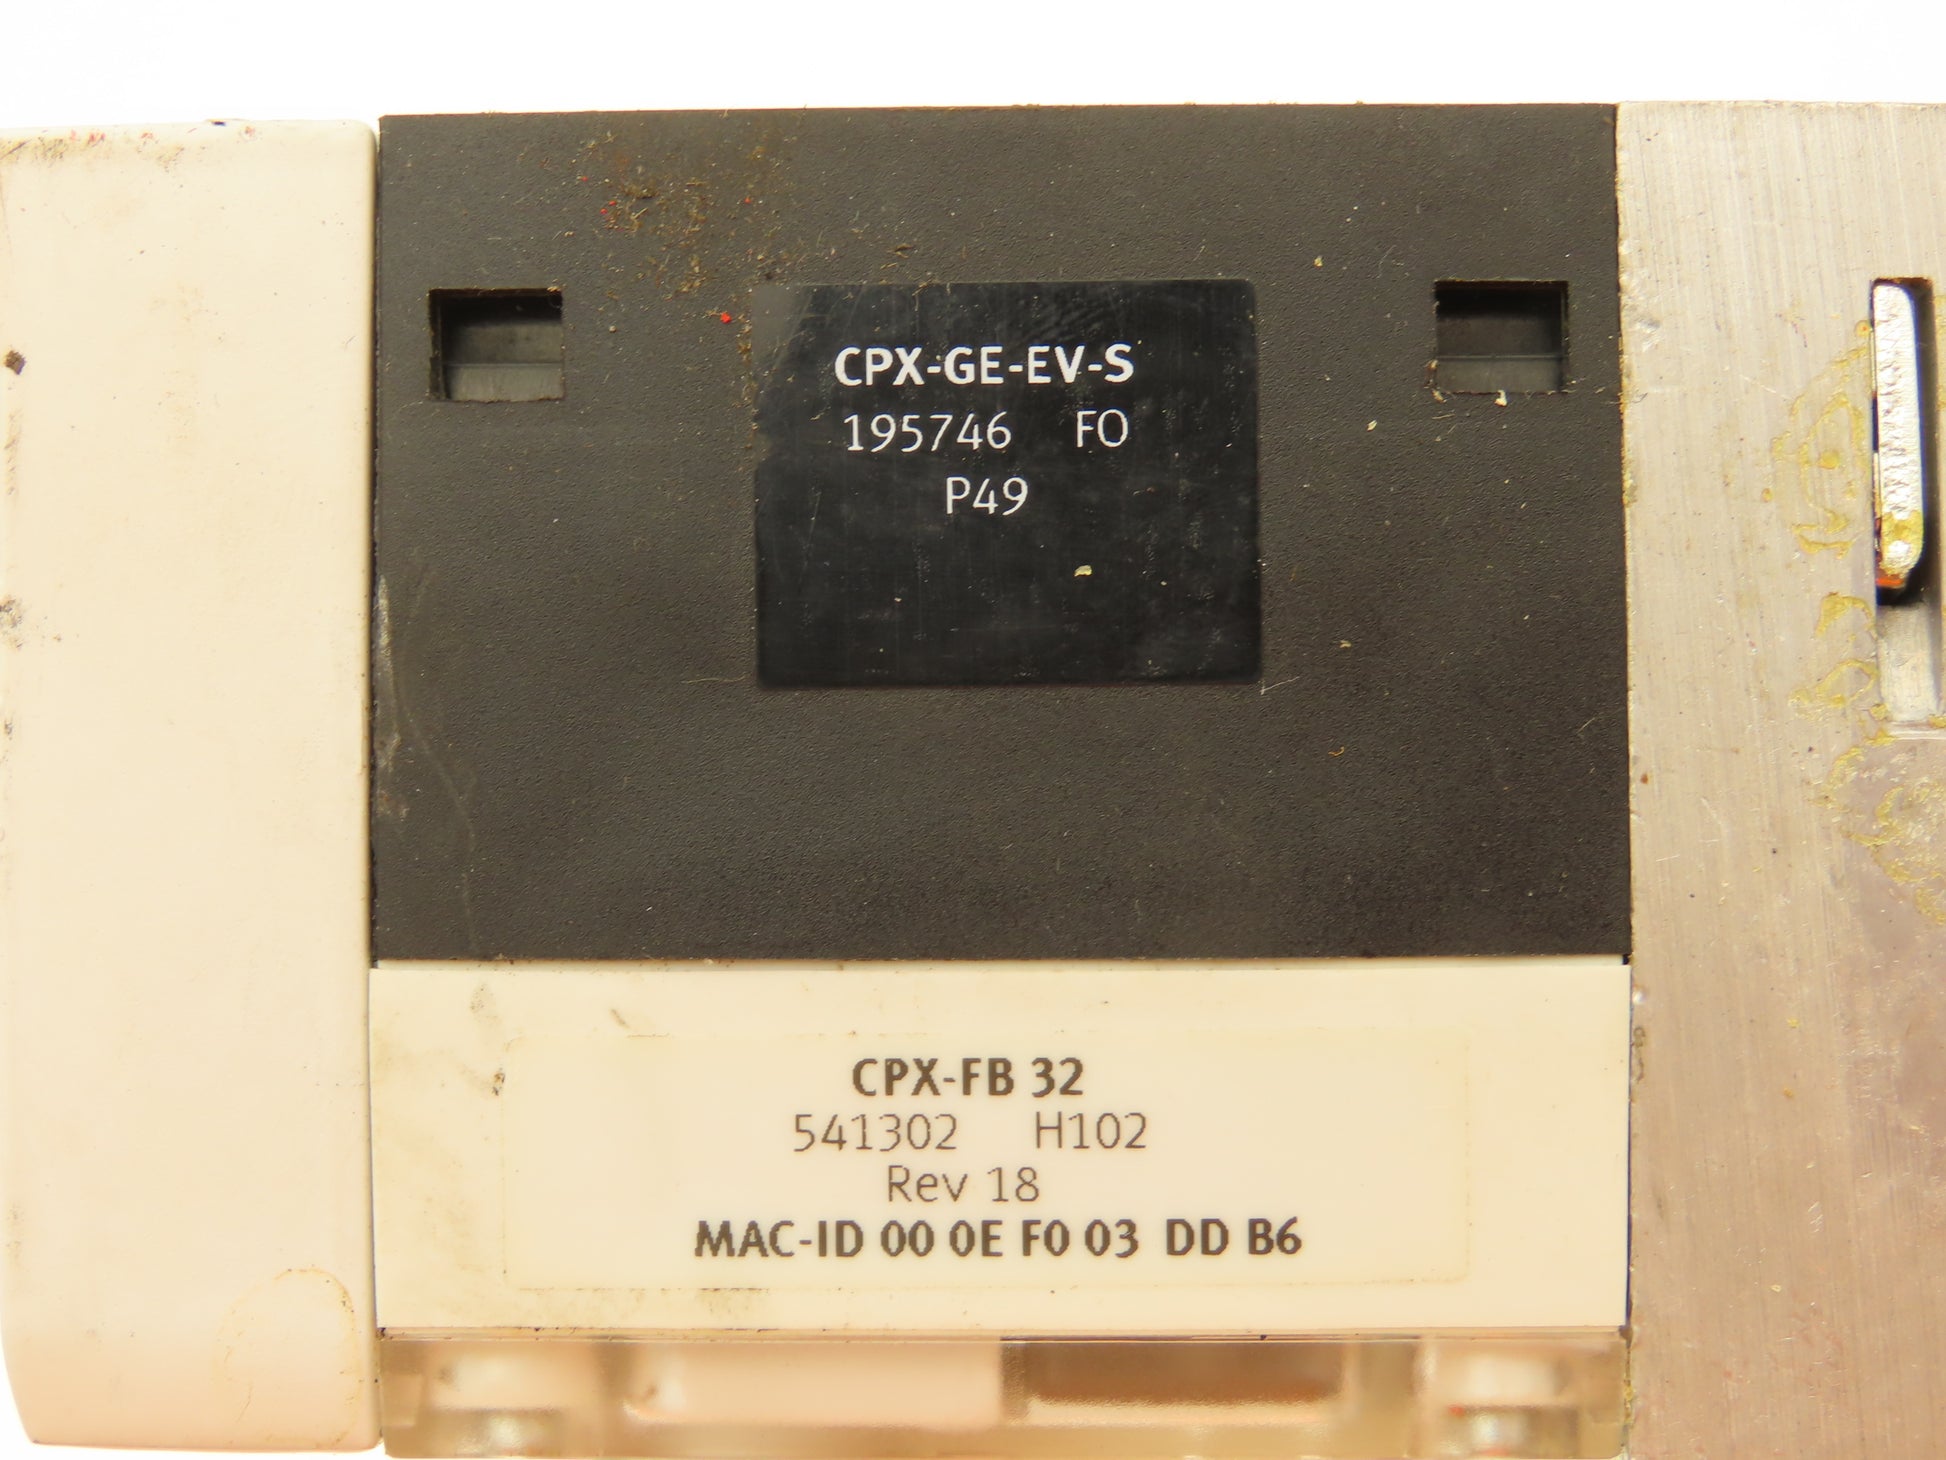 CPX-GE-EV-S
195746 FO
P49
CPX-FB 32
541302 H102
Rev 18
MAC-ID 00 0E F0 03 DD B6